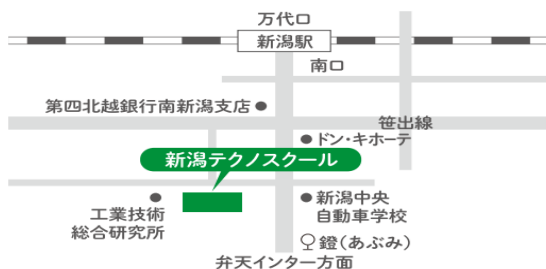 万代口
新潟駅
南口
第四北越銀行南新潟支店
笹出線
ドン・キホーテ
新潟テクノスクール
工業技術
総合研究所
新潟中央
自動車学校
鐙(あぶみ)
弁天インター方面